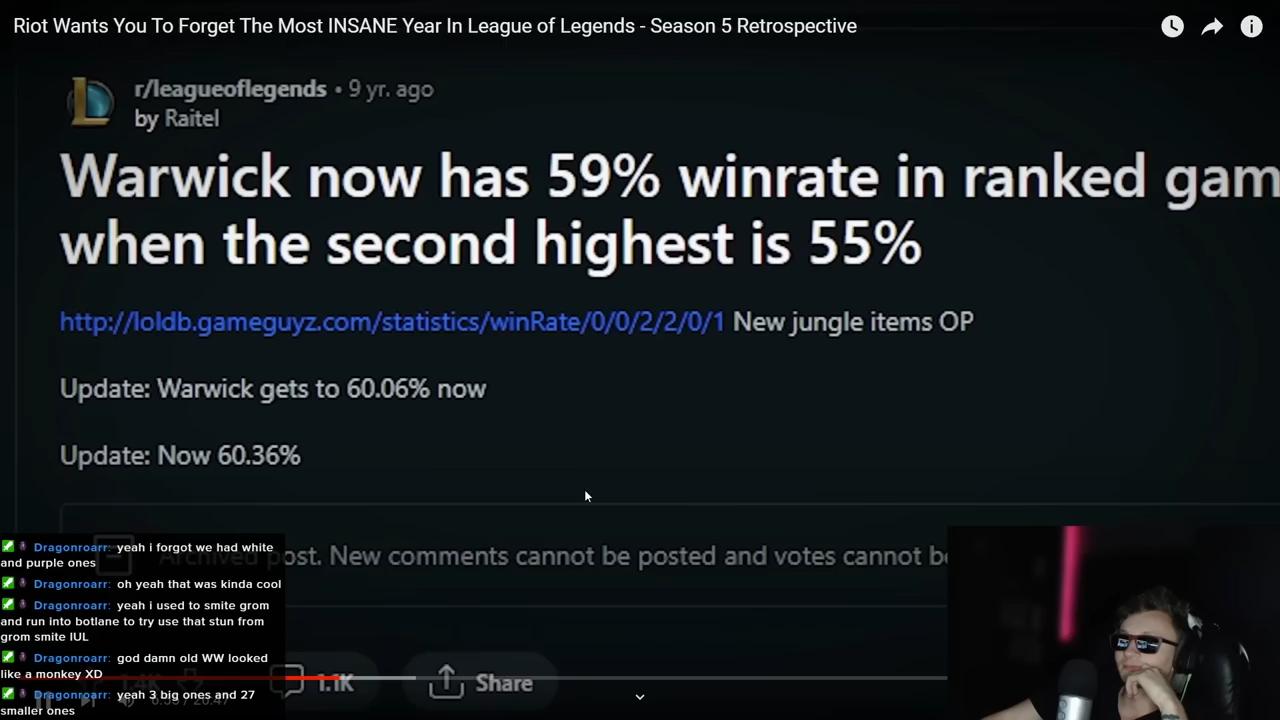 Riot Wants You To Forget The Most INSANE Year In League of Legends - Season 5 Retrospective
r/leagueoflegends • 9 yr. ago
by Raitel
Warwick now has 59% winrate in ranked gam
when the second highest is 55%
http://loldb.gameguyz.com/statistics/winRate/0/0/2/2/0/1 New jungle items OP
Update: Warwick gets to 60.06% now
Update: Now 60.36%
Archived post. New comments cannot be posted and votes cannot be
1.4K 1.1K Share
Dragonroarr: yeah i forgot we had white
and purple ones
Dragonroarr: oh yeah that was kinda cool
Dragonroarr: yeah i used to smite grom
and run into botlane to try use that stun from
grom smite lUL
Dragonroarr: god damn old WW looked
like a monkey XD
Dragonroarr: yeah 3 big ones and 27
smaller ones